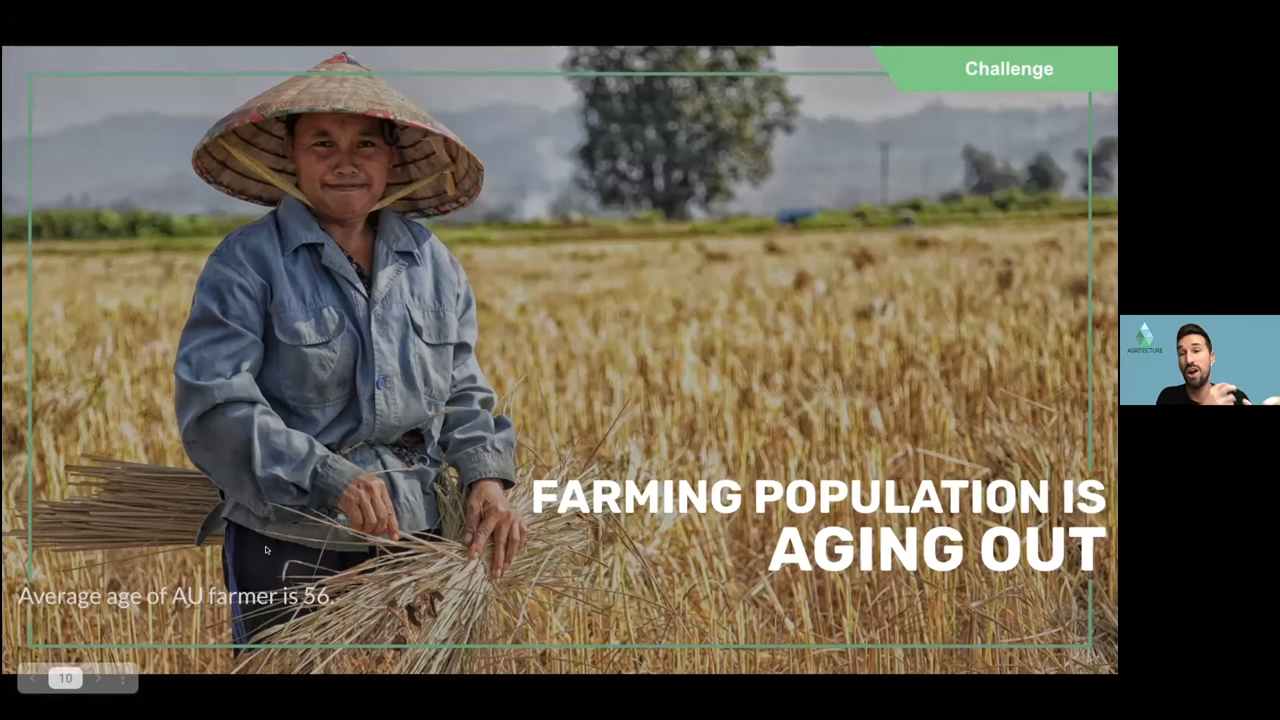 Challenge
AGRITECTURE
FARMING POPULATION IS
AGING OUT
Average age of AU farmer is 56.
10